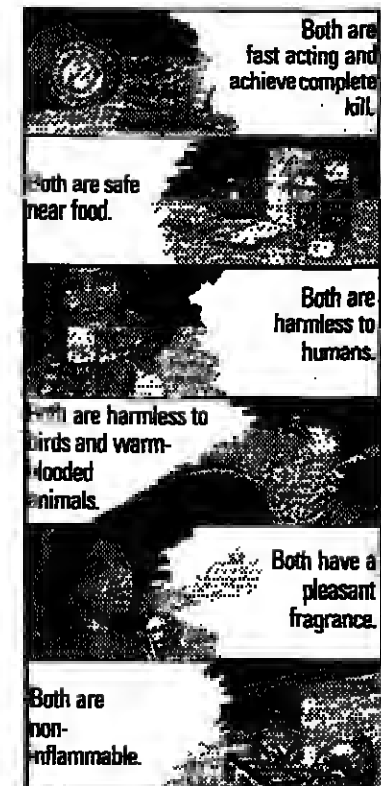 Both are
fast acting and
achieve complete
kill.
Both are safe
near food.
Both are
harmless to
humans.
Both are harmless to
birds and warm-
blooded
animals.
Both have a
pleasant
fragrance.
Both are
non-
inflammable.